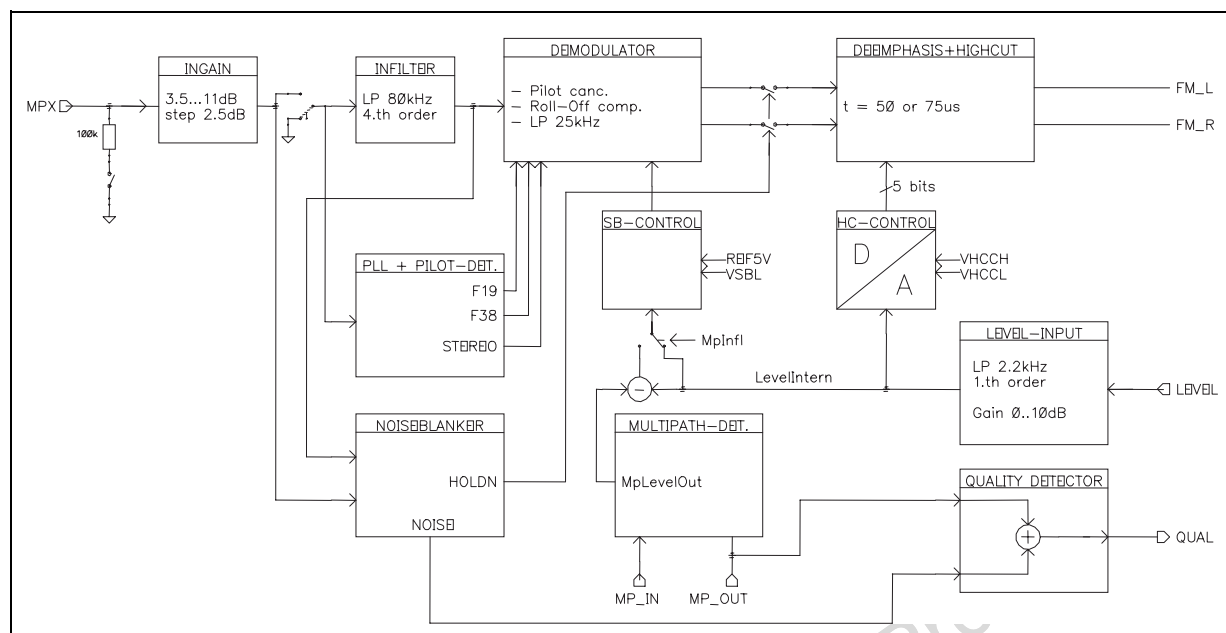 INGAIN
3.5...11dB
step 2.5dB
MPX
100k
INFILTER
LP 80kHz
4.th order
DEMODULATOR
- Pilot canc.
- Roll-Off comp.
- LP 25kHz
DEEMPHASIS+HIGHCUT
t = 50 or 75us
FM_L
FM_R
5 bits
SB-CONTROL
REF5V
VSBL
HC-CONTROL
D
A
VHCCH
VHCCL
PLL + PILOT-DET.
F19
F38
STEREO
MpInfl
LevelIntern
LEVEL-INPUT
LP 2.2kHz
1.th order
Gain 0..10dB
LEVEL
-
NOISEBLANKER
HOLDN
NOISE
MULTIPATH-DET.
MpLevelOut
MP_IN
MP_OUT
QUALITY DETECTOR
+
QUAL